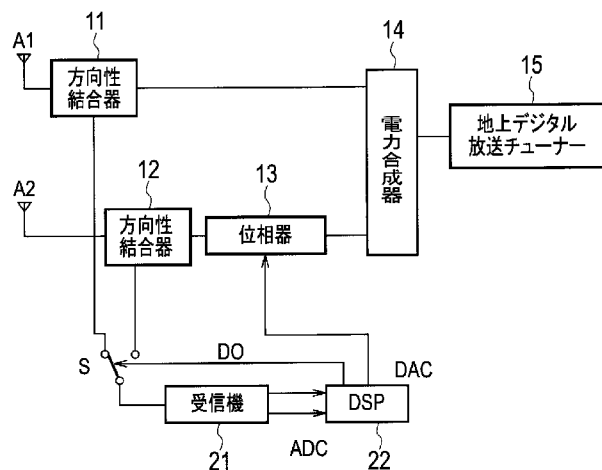 11
A1
方向性
結合器
14
電力合成器
15
地上デジタル
放送チューナー
12
A2
方向性
結合器
13
位相器
S
DO
DAC
受信機
21
ADC
DSP
22